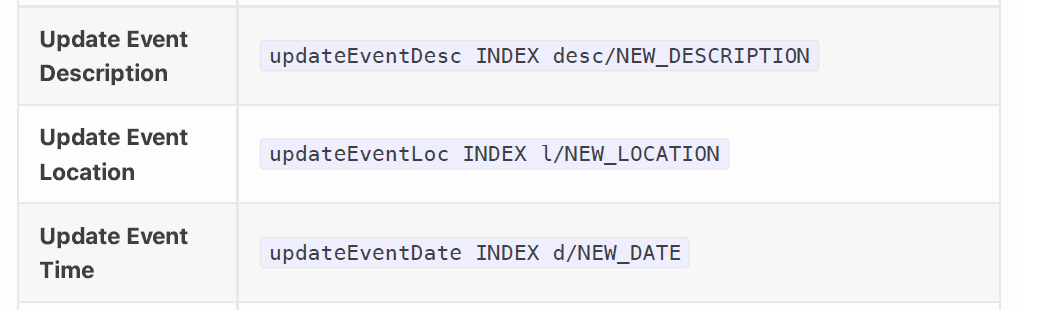 Update Event
Description
updateEventDesc INDEX desc/NEW_DESCRIPTION
Update Event
Location
updateEventLoc INDEX l/NEW_LOCATION
Update Event
Time
updateEventDate INDEX d/NEW_DATE